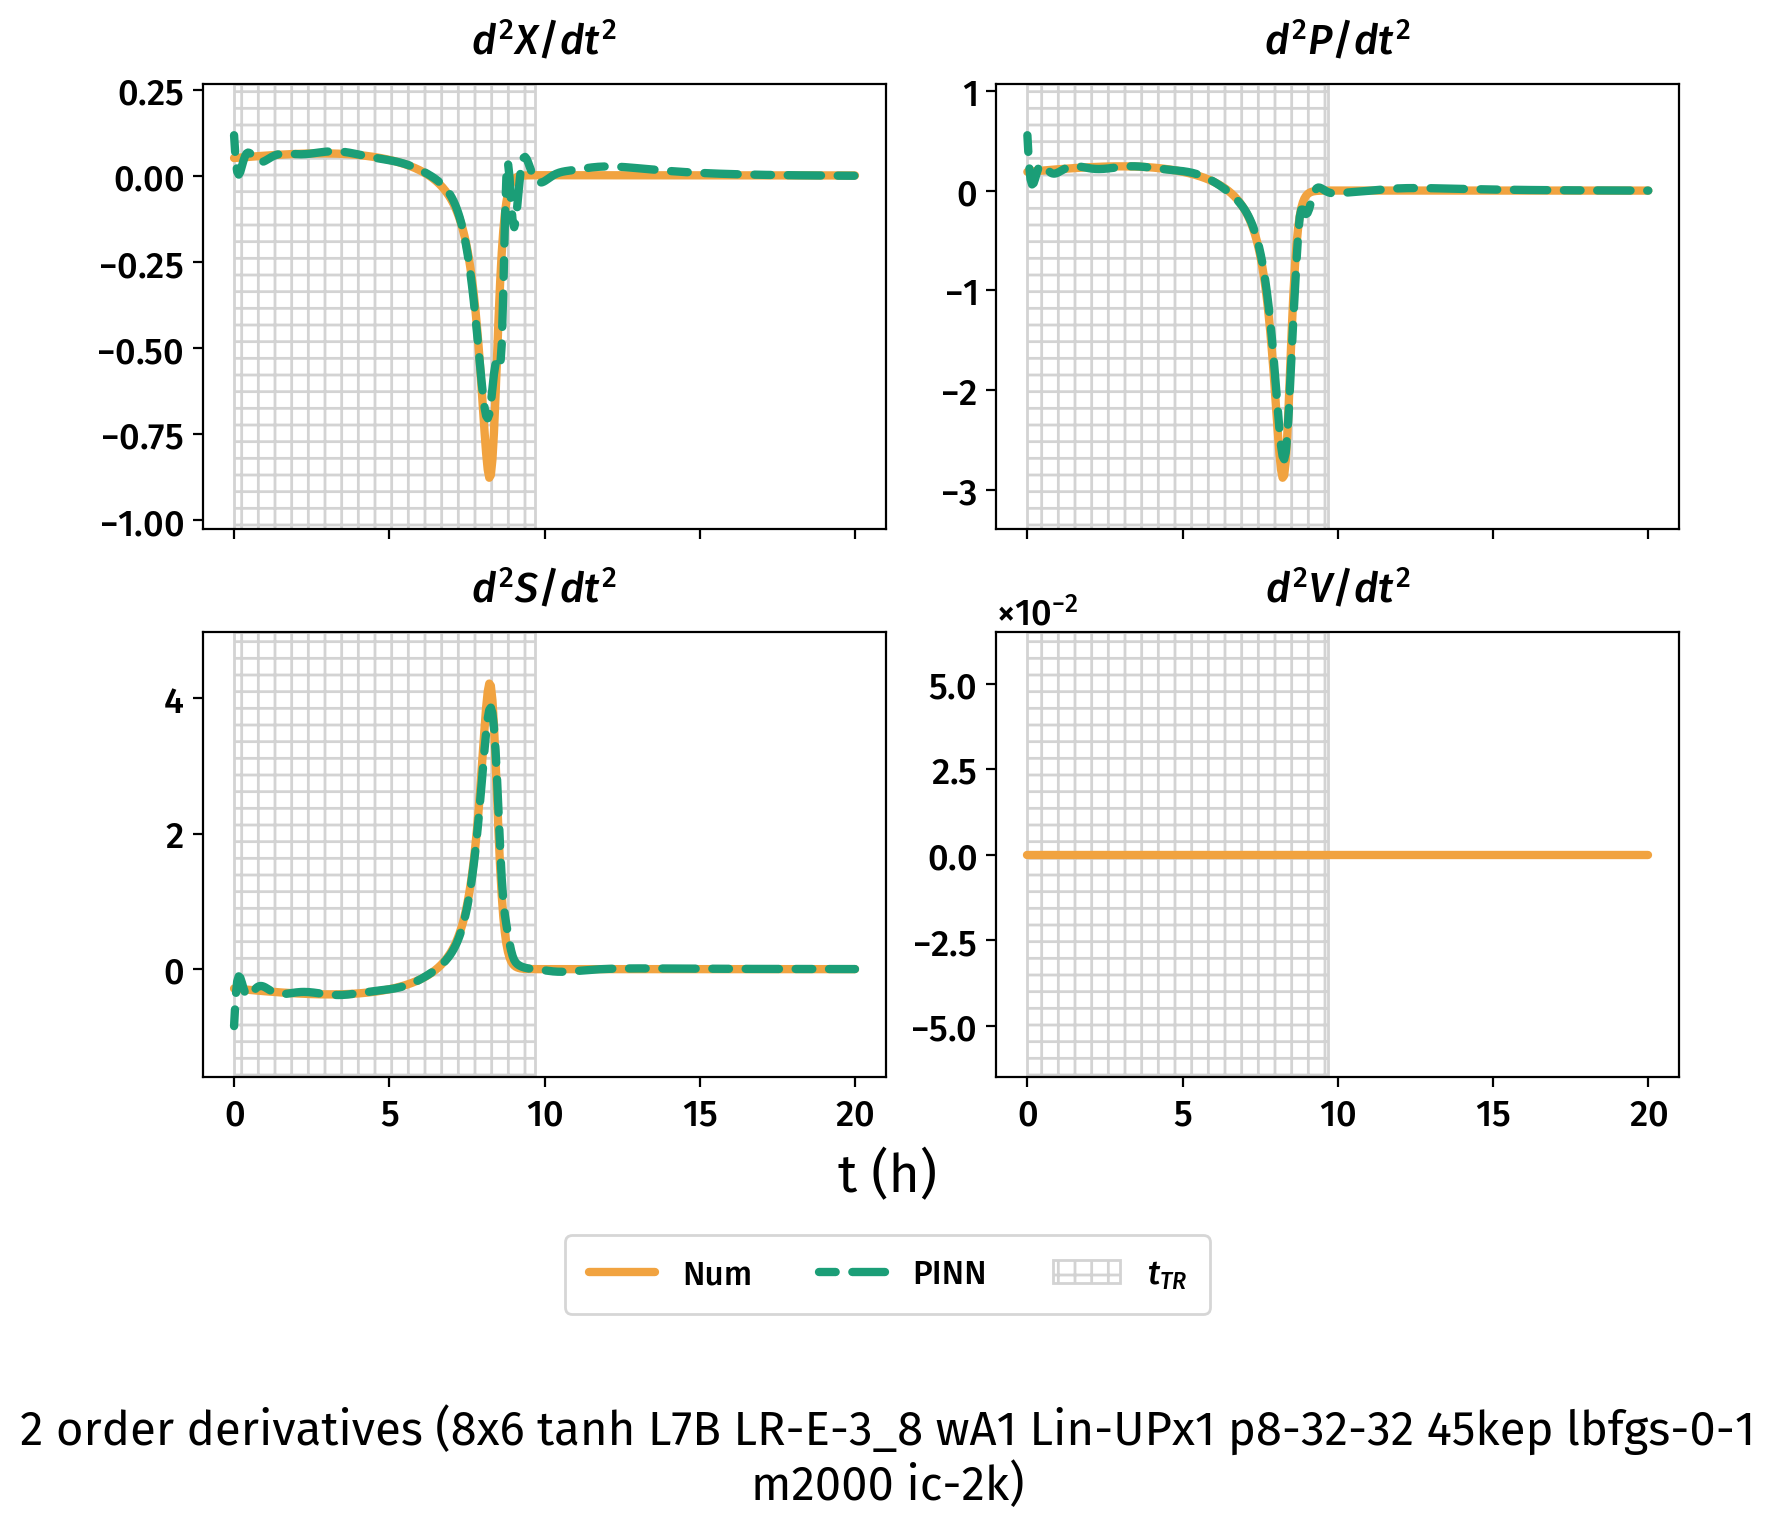 d²X/dt²
0.25
0.00
−0.25
−0.50
−0.75
−1.00
d²P/dt²
1
0
−1
−2
−3
d²S/dt²
4
2
0
0 5 10 15 20
d²V/dt²
×10⁻²
5.0
2.5
0.0
−2.5
−5.0
0 5 10 15 20
t (h)
Num PINN t_TR
2 order derivatives (8x6 tanh L7B LR-E-3_8 wA1 Lin-UPx1 p8-32-32 45kep lbfgs-0-1
m2000 ic-2k)